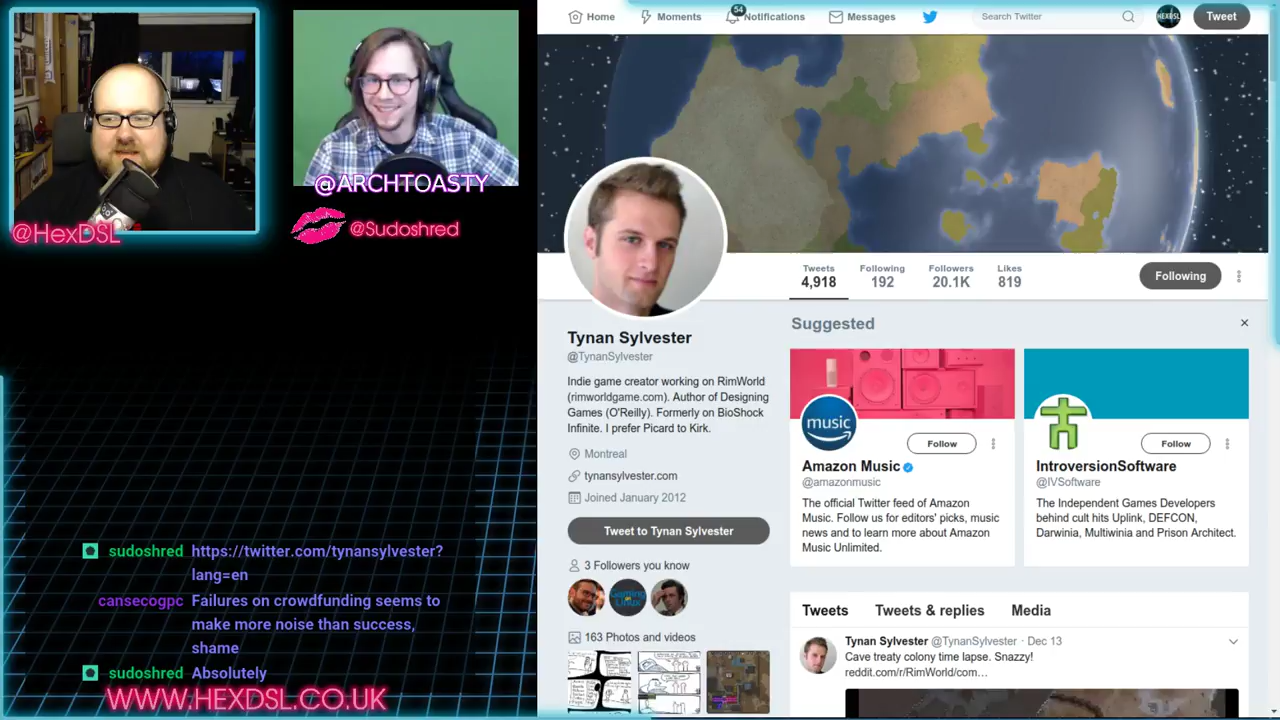 @HexDSL
@ARCHTOASTY
@Sudoshred
sudoshred https://twitter.com/tynansylvester?
lang=en
cansecogpc Failures on crowdfunding seems to
make more noise than success,
shame
sudoshred Absolutely
WWW.HEXDSL.CO.UK
Home
Moments
54
Notifications
Messages
Search Twitter
HEXDSL
Tweet
Tweets
4,918
Following
192
Followers
20.1K
Likes
819
Following
Tynan Sylvester
@TynanSylvester
Indie game creator working on RimWorld
(rimworldgame.com). Author of Designing
Games (O'Reilly). Formerly on BioShock
Infinite. I prefer Picard to Kirk.
Montreal
tynansylvester.com
Joined January 2012
Tweet to Tynan Sylvester
3 Followers you know
163 Photos and videos
Suggested
music
Follow
Amazon Music
@amazonmusic
The official Twitter feed of Amazon
Music. Follow us for editors' picks, music
news and to learn more about Amazon
Music Unlimited.
Follow
IntroversionSoftware
@IVSoftware
The Independent Games Developers
behind cult hits Uplink, DEFCON,
Darwinia, Multiwinia and Prison Architect.
Tweets
Tweets & replies
Media
Tynan Sylvester @TynanSylvester · Dec 13
Cave treaty colony time lapse. Snazzy!
reddit.com/r/RimWorld/com…